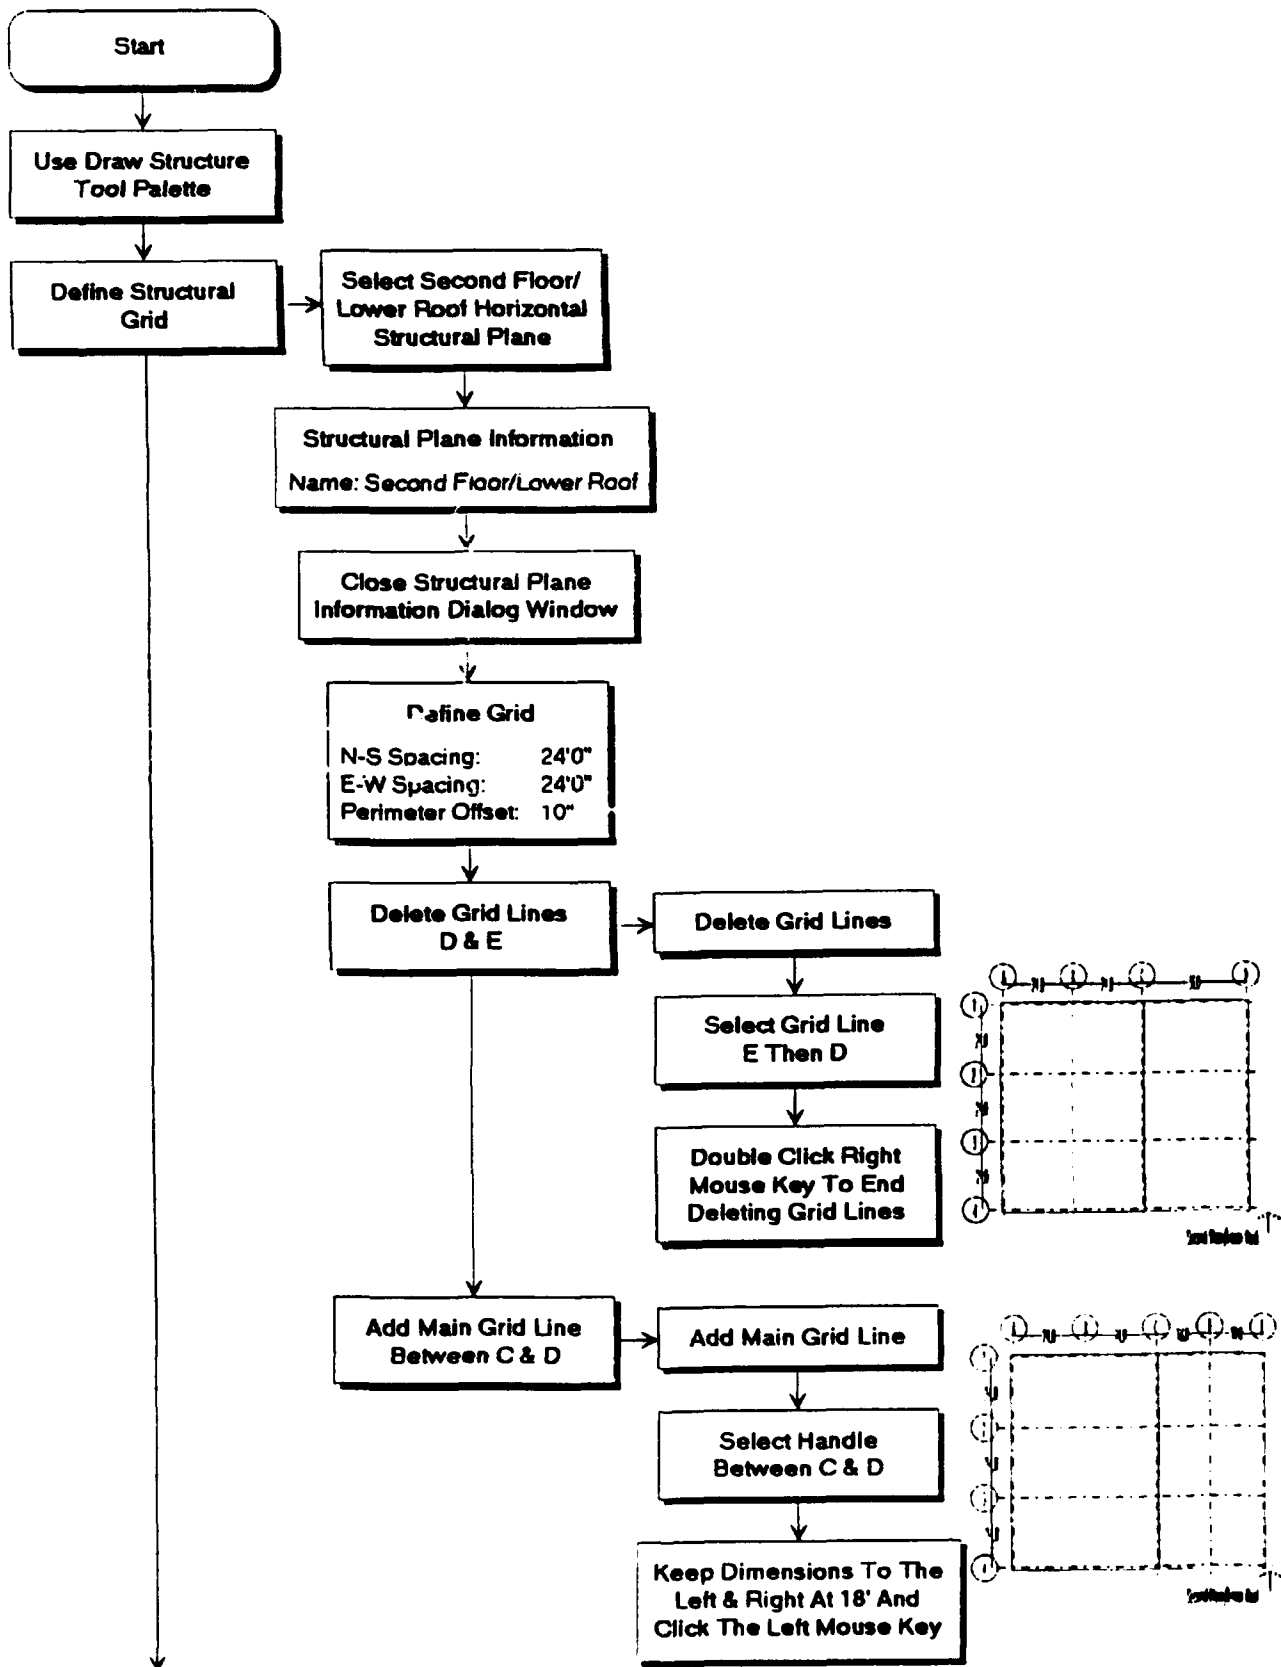 Start
Use Draw Structure
Tool Palette
Define Structural
Grid
Select Second Floor/
Lower Roof Horizontal
Structural Plane
Structural Plane Information
Name: Second Floor/Lower Roof
Close Structural Plane
Information Dialog Window
Define Grid
N-S Spacing: 24'0"
E-W Spacing: 24'0"
Perimeter Offset: 10"
Delete Grid Lines
D & E
Delete Grid Lines
Select Grid Line
E Then D
Double Click Right
Mouse Key To End
Deleting Grid Lines
Add Main Grid Line
Between C & D
Add Main Grid Line
Select Handle
Between C & D
Keep Dimensions To The
Left & Right At 18' And
Click The Left Mouse Key